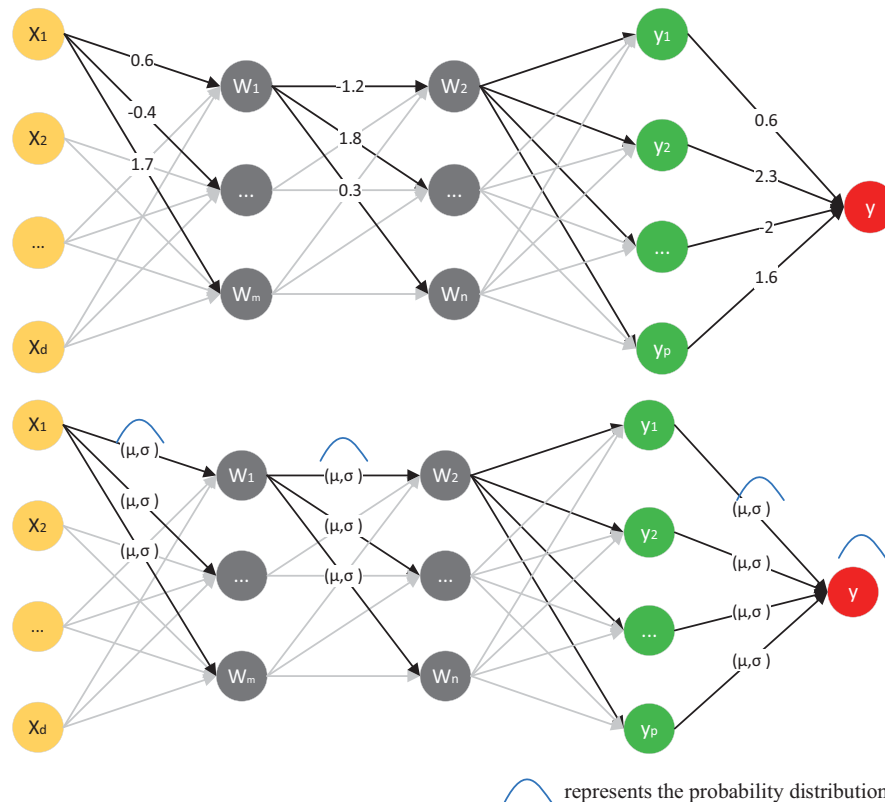 X1
0.6
-0.4
1.7
X2
...
Xd
W1
...
Wm
-1.2
1.8
0.3
W2
...
Wn
y1
y2
...
yp
0.6
2.3
-2
1.6
y
X1
(μ,σ )
(μ,σ )
(μ,σ )
X2
...
Xd
W1
...
Wm
(μ,σ )
(μ,σ )
(μ,σ )
W2
...
Wn
y1
y2
...
yp
(μ,σ )
(μ,σ )
(μ,σ )
(μ,σ )
y
represents the probability distribution